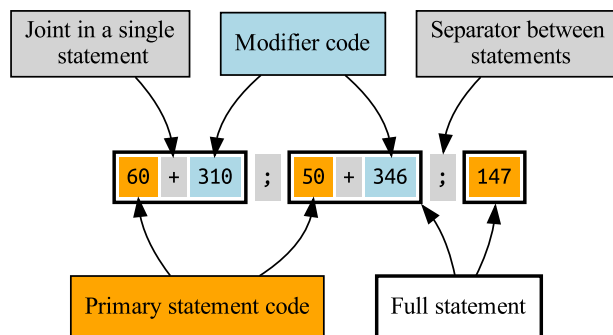 Joint in a single
statement
Modifier code
Separator between
statements
60 + 310 ; 50 + 346 ; 147
Primary statement code
Full statement